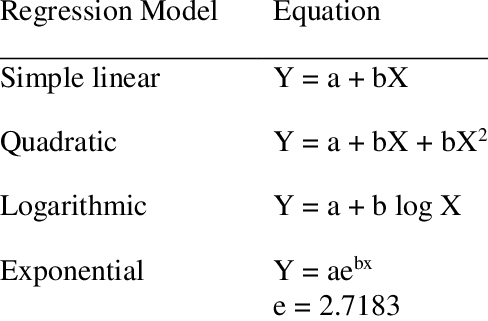 Regression Model Equation
Simple linear Y = a + bX
Quadratic Y = a + bX + bX²
Logarithmic Y = a + b log X
Exponential Y = aeᵇˣ
e = 2.7183